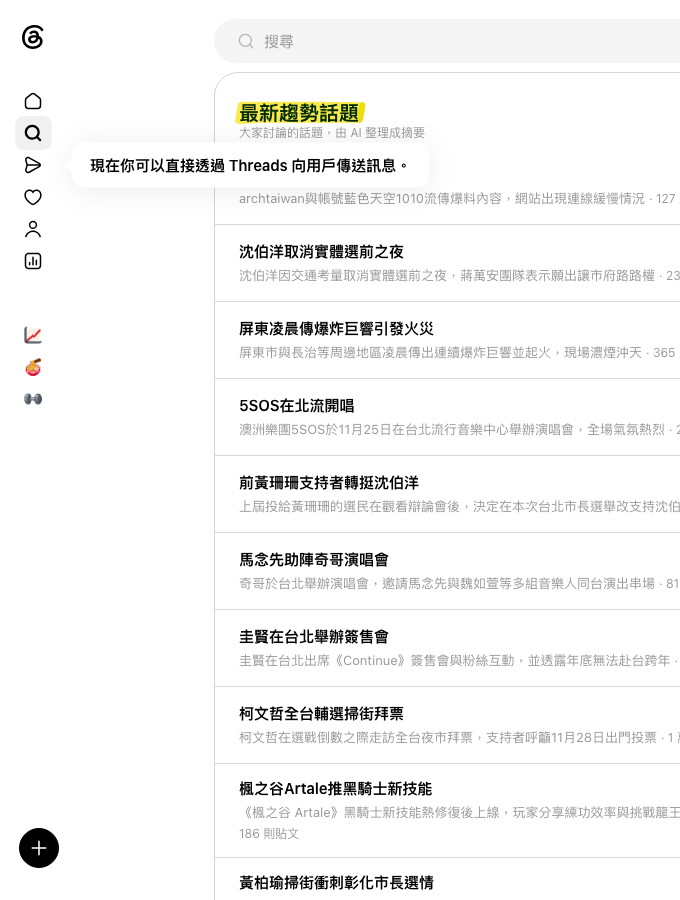 搜尋
最新趨勢話題
大家討論的話題，由 AI 整理成摘要
現在你可以直接透過 Threads 向用戶傳送訊息。
archtaiwan與帳號藍色天空1010流傳爆料內容，網站出現連線緩慢情況 · 127
沈伯洋取消實體選前之夜
沈伯洋因交通考量取消實體選前之夜，蔣萬安團隊表示願出讓市府路路權 · 23
屏東凌晨傳爆炸巨響引發火災
屏東市與長治等周邊地區凌晨傳出連續爆炸巨響並起火，現場濃煙沖天 · 365
5SOS在北流開唱
澳洲樂團5SOS於11月25日在台北流行音樂中心舉辦演唱會，全場氣氛熱烈 · 2
前黃珊珊支持者轉挺沈伯洋
上屆投給黃珊珊的選民在觀看辯論會後，決定在本次台北市長選舉改支持沈伯
馬念先助陣奇哥演唱會
奇哥於台北舉辦演唱會，邀請馬念先與魏如萱等多組音樂人同台演出串場 · 81
圭賢在台北舉辦簽售會
圭賢在台北出席《Continue》簽售會與粉絲互動，並透露年底無法赴台跨年 ·
柯文哲全台輔選掃街拜票
柯文哲在選戰倒數之際走訪全台夜市拜票，支持者呼籲11月28日出門投票 · 1
楓之谷Artale推黑騎士新技能
《楓之谷 Artale》黑騎士新技能熱修復後上線，玩家分享練功效率與挑戰龍王
186 則貼文
黃柏瑜掃街衝刺彰化市長選情